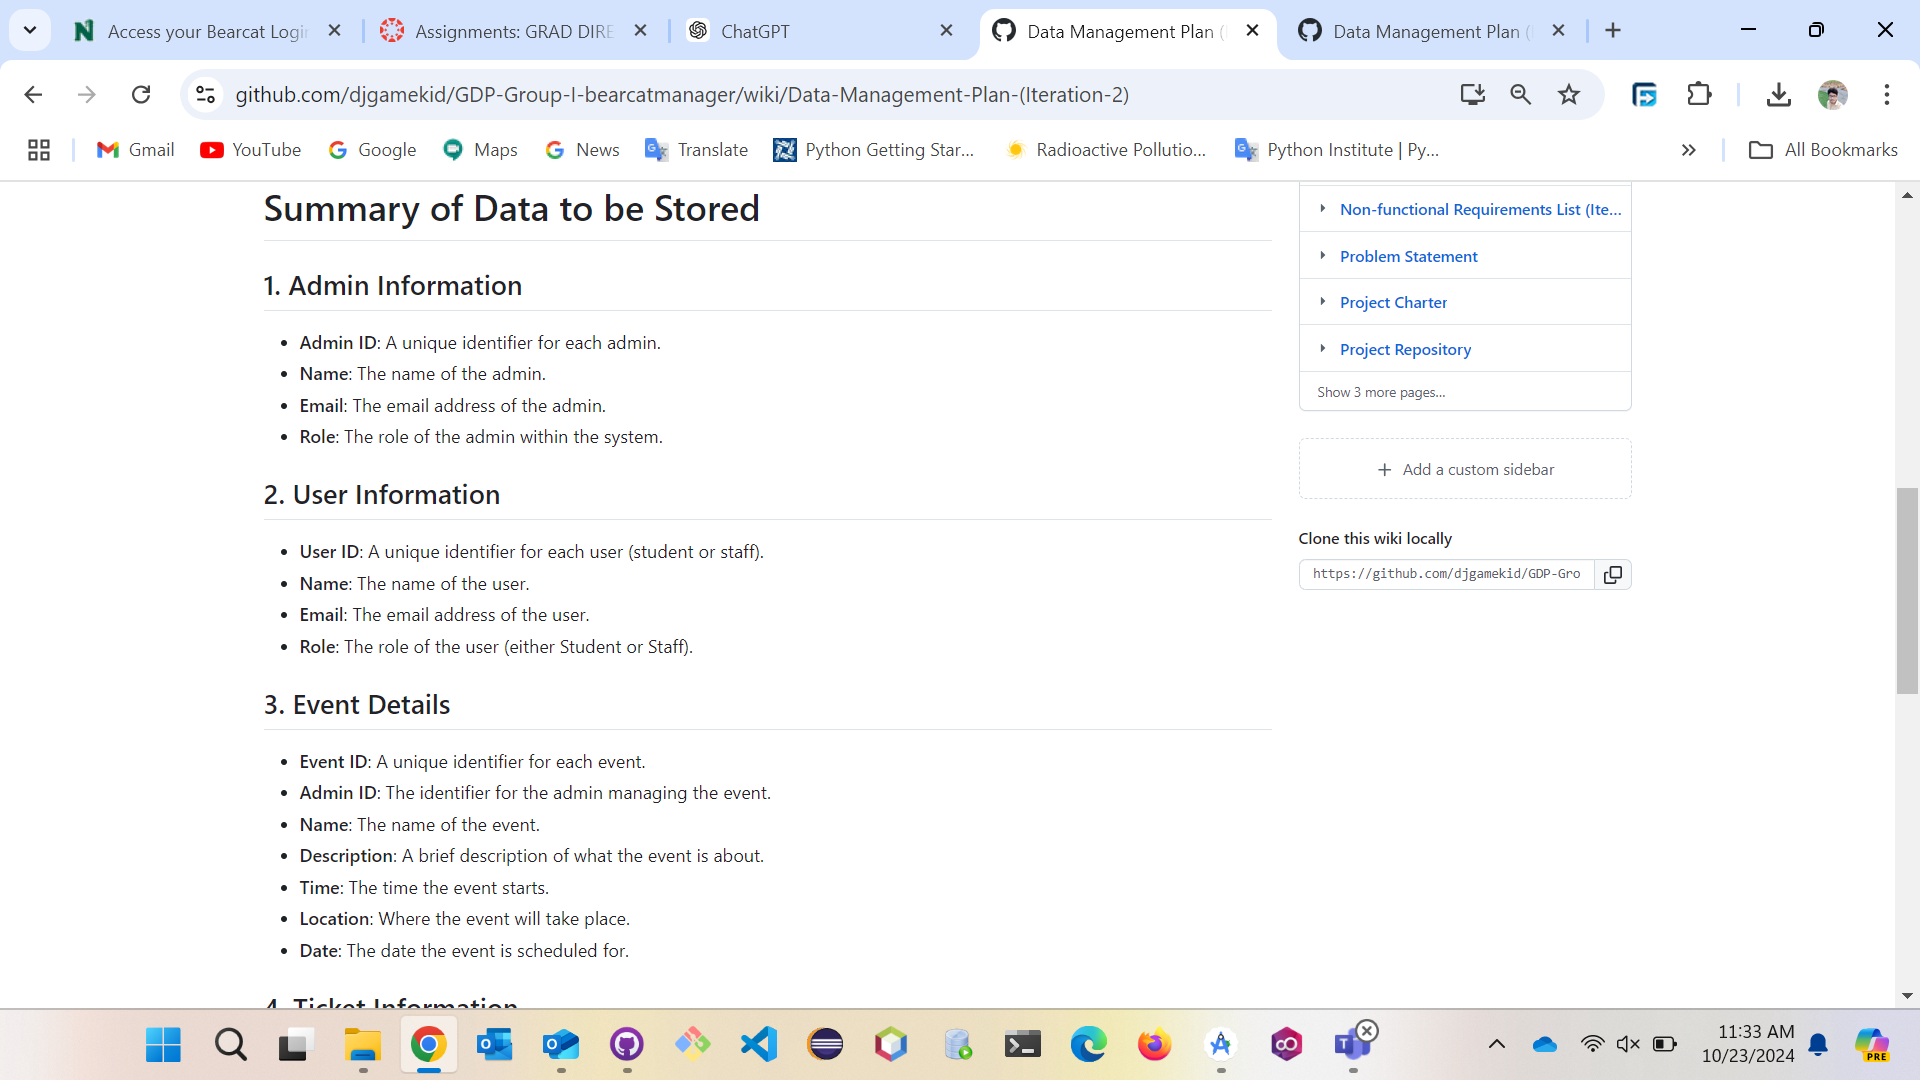 Access your Bearcat Logi
Assignments: GRAD DIRE
ChatGPT
Data Management Plan (
Data Management Plan (
github.com/djgamekid/GDP-Group-I-bearcatmanager/wiki/Data-Management-Plan-(Iteration-2)
Gmail
YouTube
Google
Maps
News
Translate
Python Getting Star...
Radioactive Pollutio...
Python Institute | Py...
All Bookmarks
Summary of Data to be Stored
1. Admin Information
• Admin ID: A unique identifier for each admin.
• Name: The name of the admin.
• Email: The email address of the admin.
• Role: The role of the admin within the system.
2. User Information
• User ID: A unique identifier for each user (student or staff).
• Name: The name of the user.
• Email: The email address of the user.
• Role: The role of the user (either Student or Staff).
3. Event Details
• Event ID: A unique identifier for each event.
• Admin ID: The identifier for the admin managing the event.
• Name: The name of the event.
• Description: A brief description of what the event is about.
• Time: The time the event starts.
• Location: Where the event will take place.
• Date: The date the event is scheduled for.
4. Ticket Information
Non-functional Requirements List (Ite...
Problem Statement
Project Charter
Project Repository
Show 3 more pages...
Add a custom sidebar
Clone this wiki locally
https://github.com/djgamekid/GDP-Gro
11:33 AM
10/23/2024
PRE